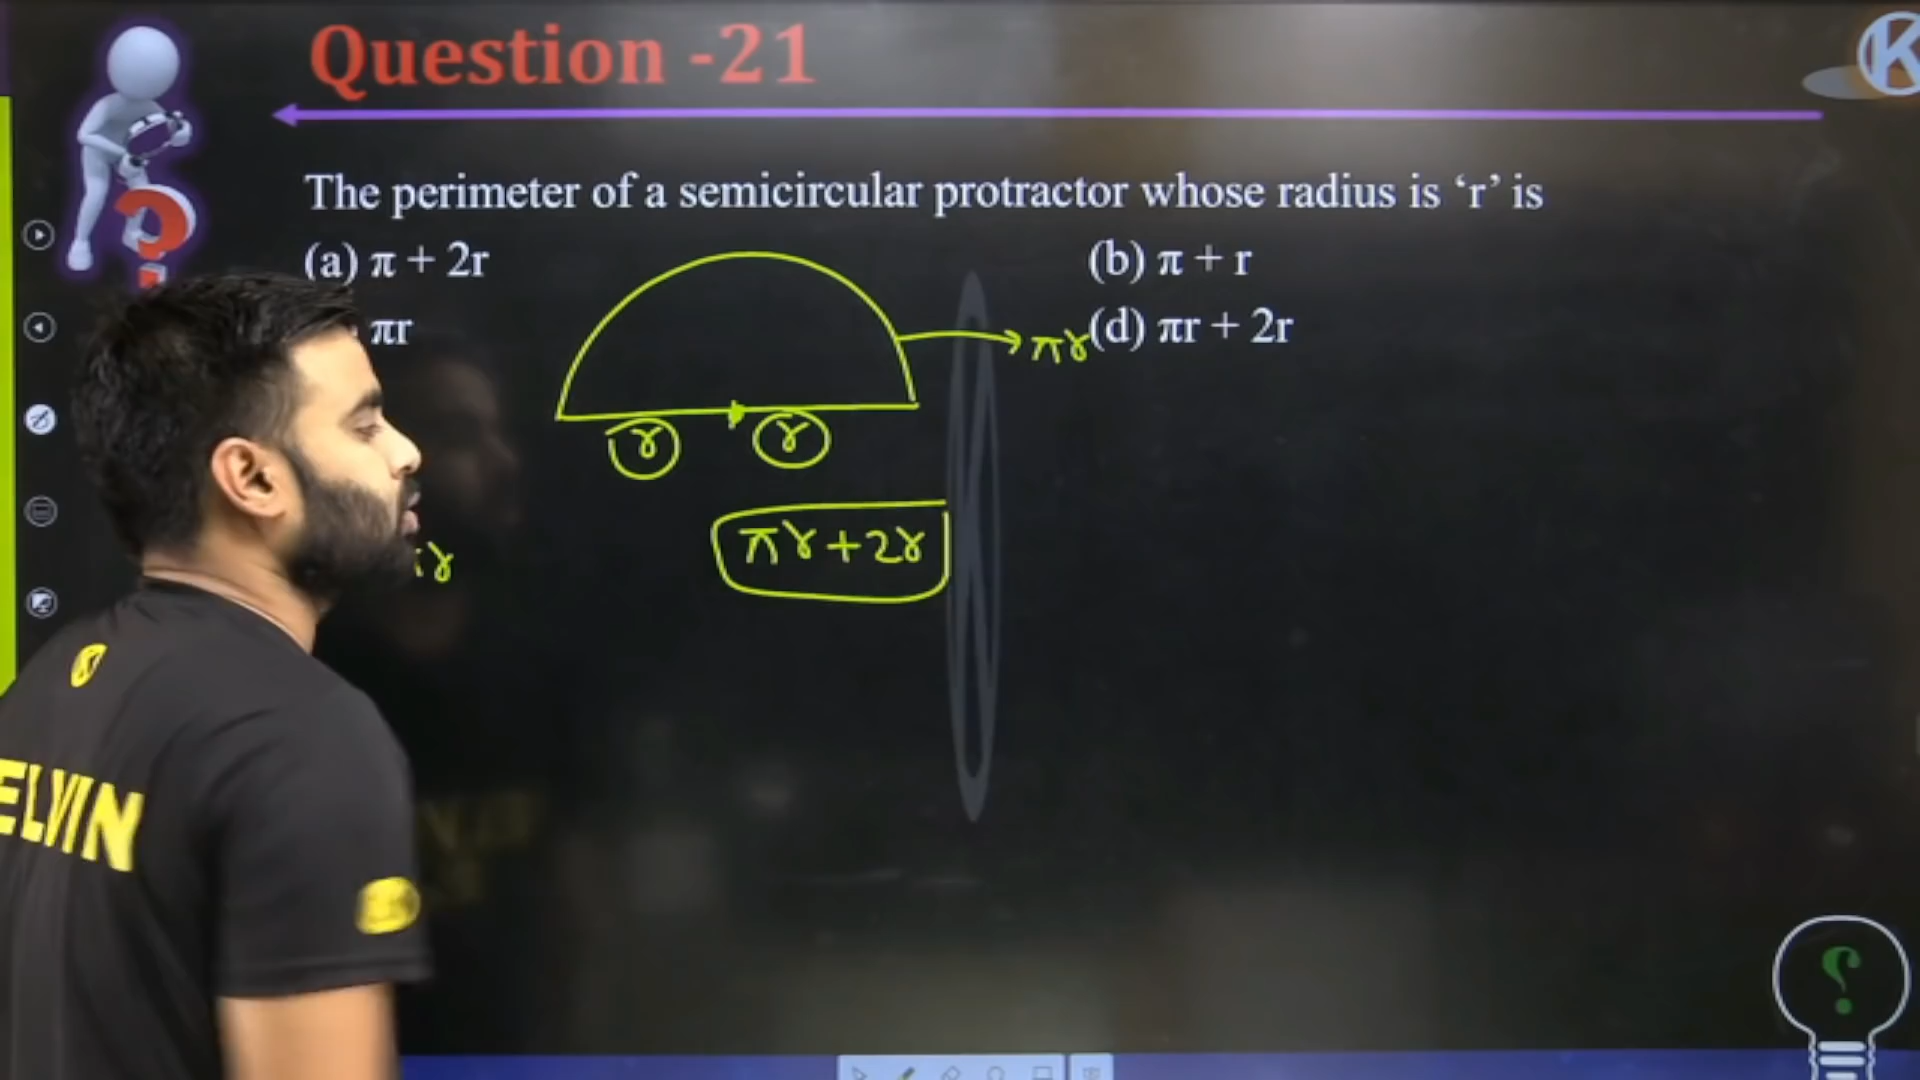 Question -21
K
The perimeter of a semicircular protractor whose radius is ‘r’ is
(a) π + 2r
(b) π + r
πr
(d) πr + 2r
πr
r
r
πr + 2r
r
ELVIN
?